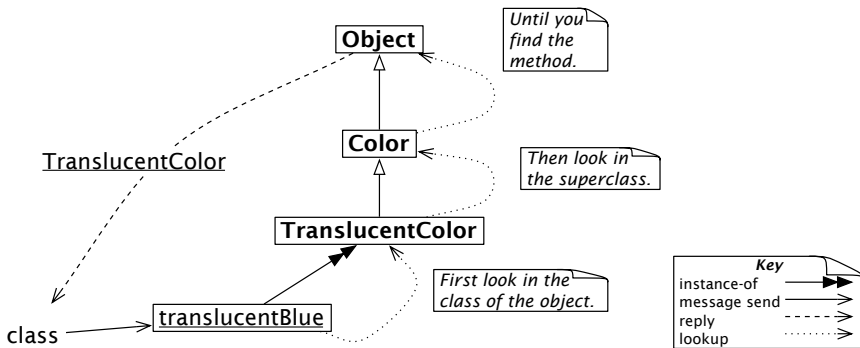 Object
Until you
find the
method.
Color
TranslucentColor
Then look in
the superclass.
TranslucentColor
First look in the
class of the object.
class
translucentBlue
Key
instance-of
message send
reply
lookup